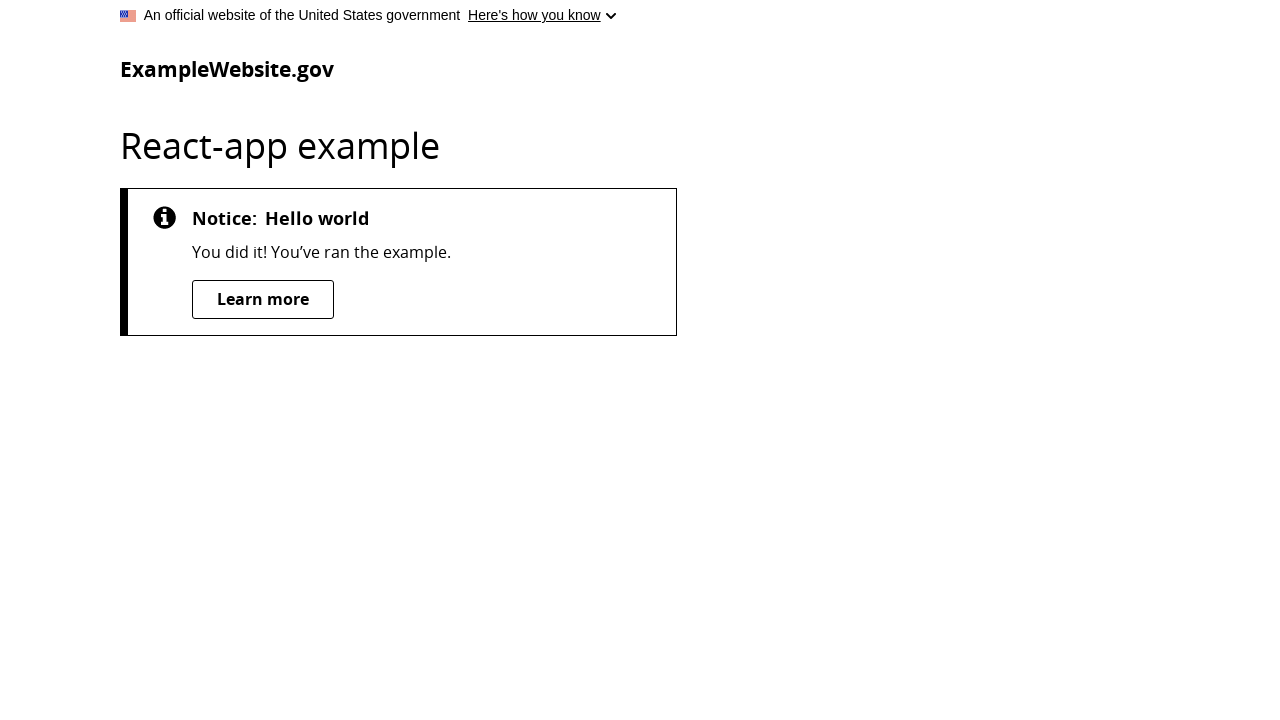 An official website of the United States government Here's how you know
ExampleWebsite.gov
React-app example
Notice: Hello world
You did it! You’ve ran the example.
Learn more